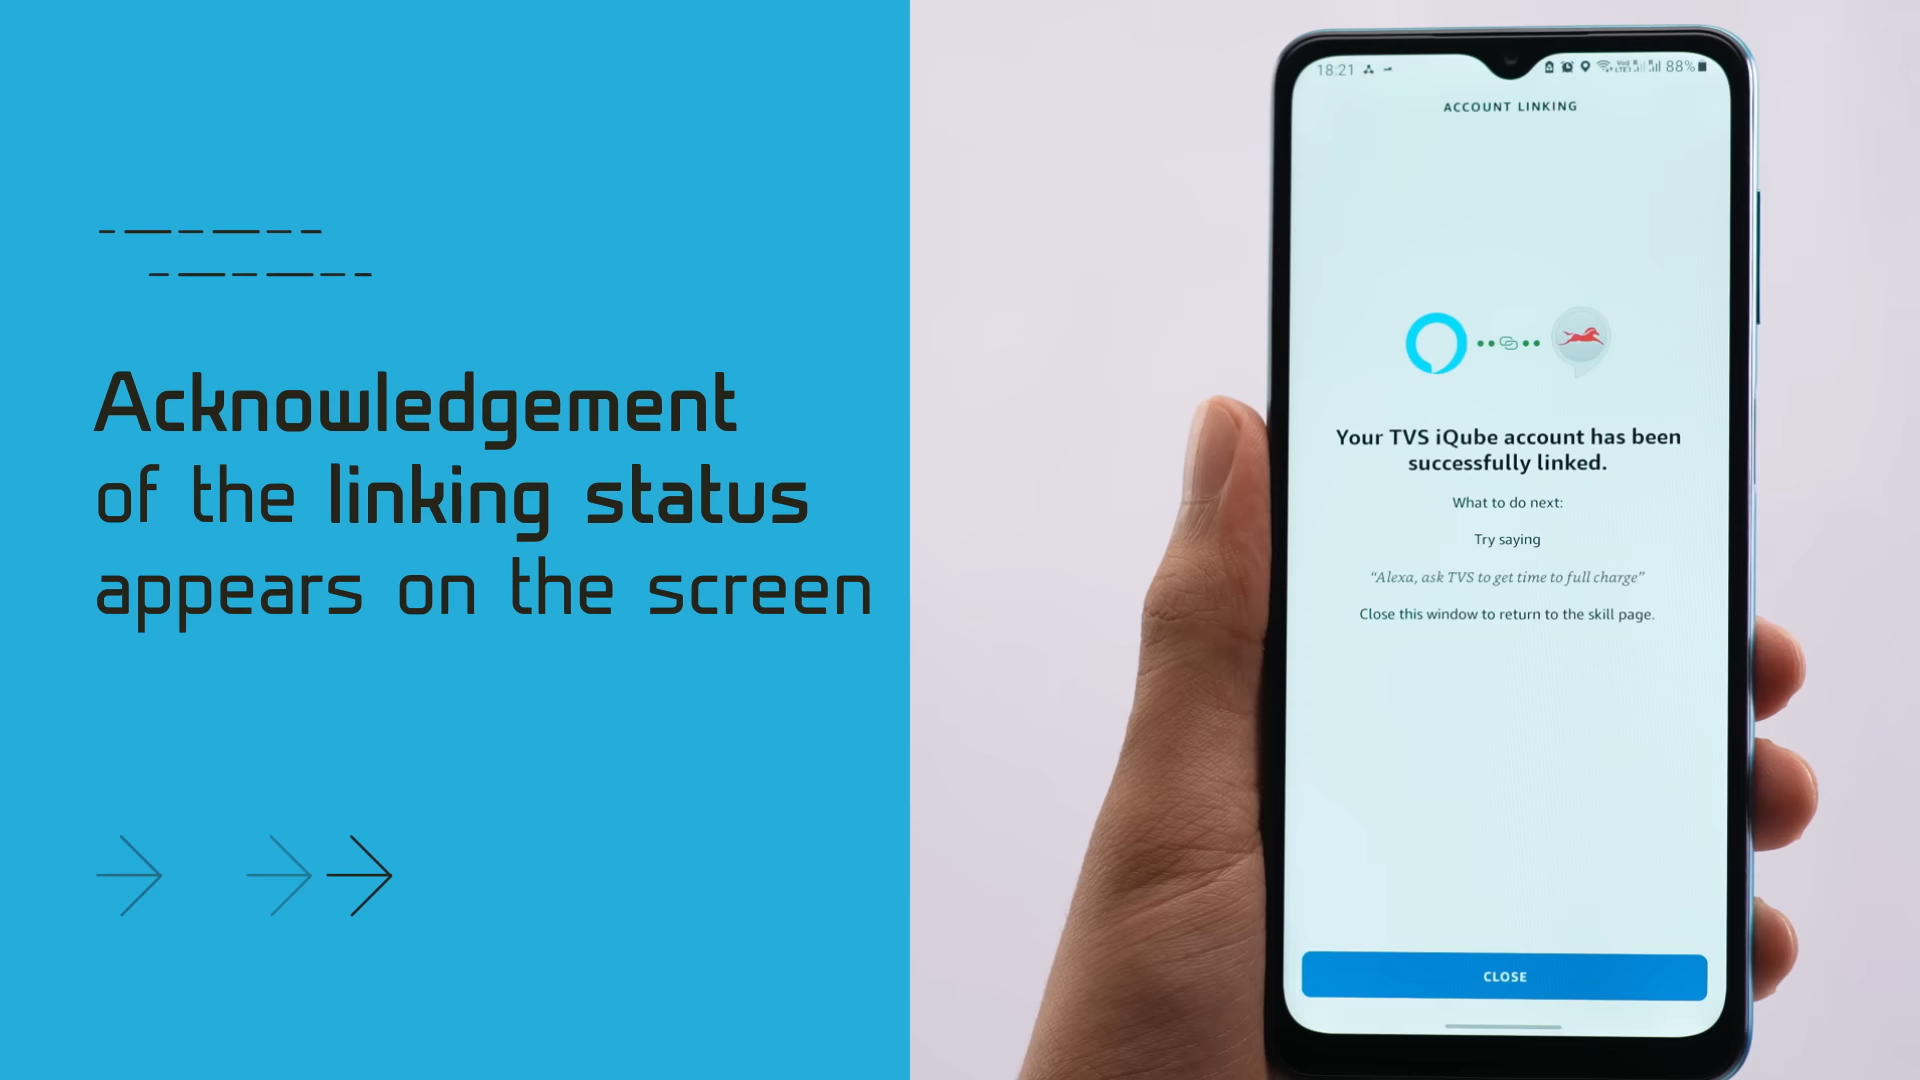 Acknowledgement
of the linking status
appears on the screen
18:21
88%
ACCOUNT LINKING
Your TVS iQube account has been
successfully linked.
What to do next:
Try saying
“Alexa, ask TVS to get time to full charge”
Close this window to return to the skill page.
CLOSE